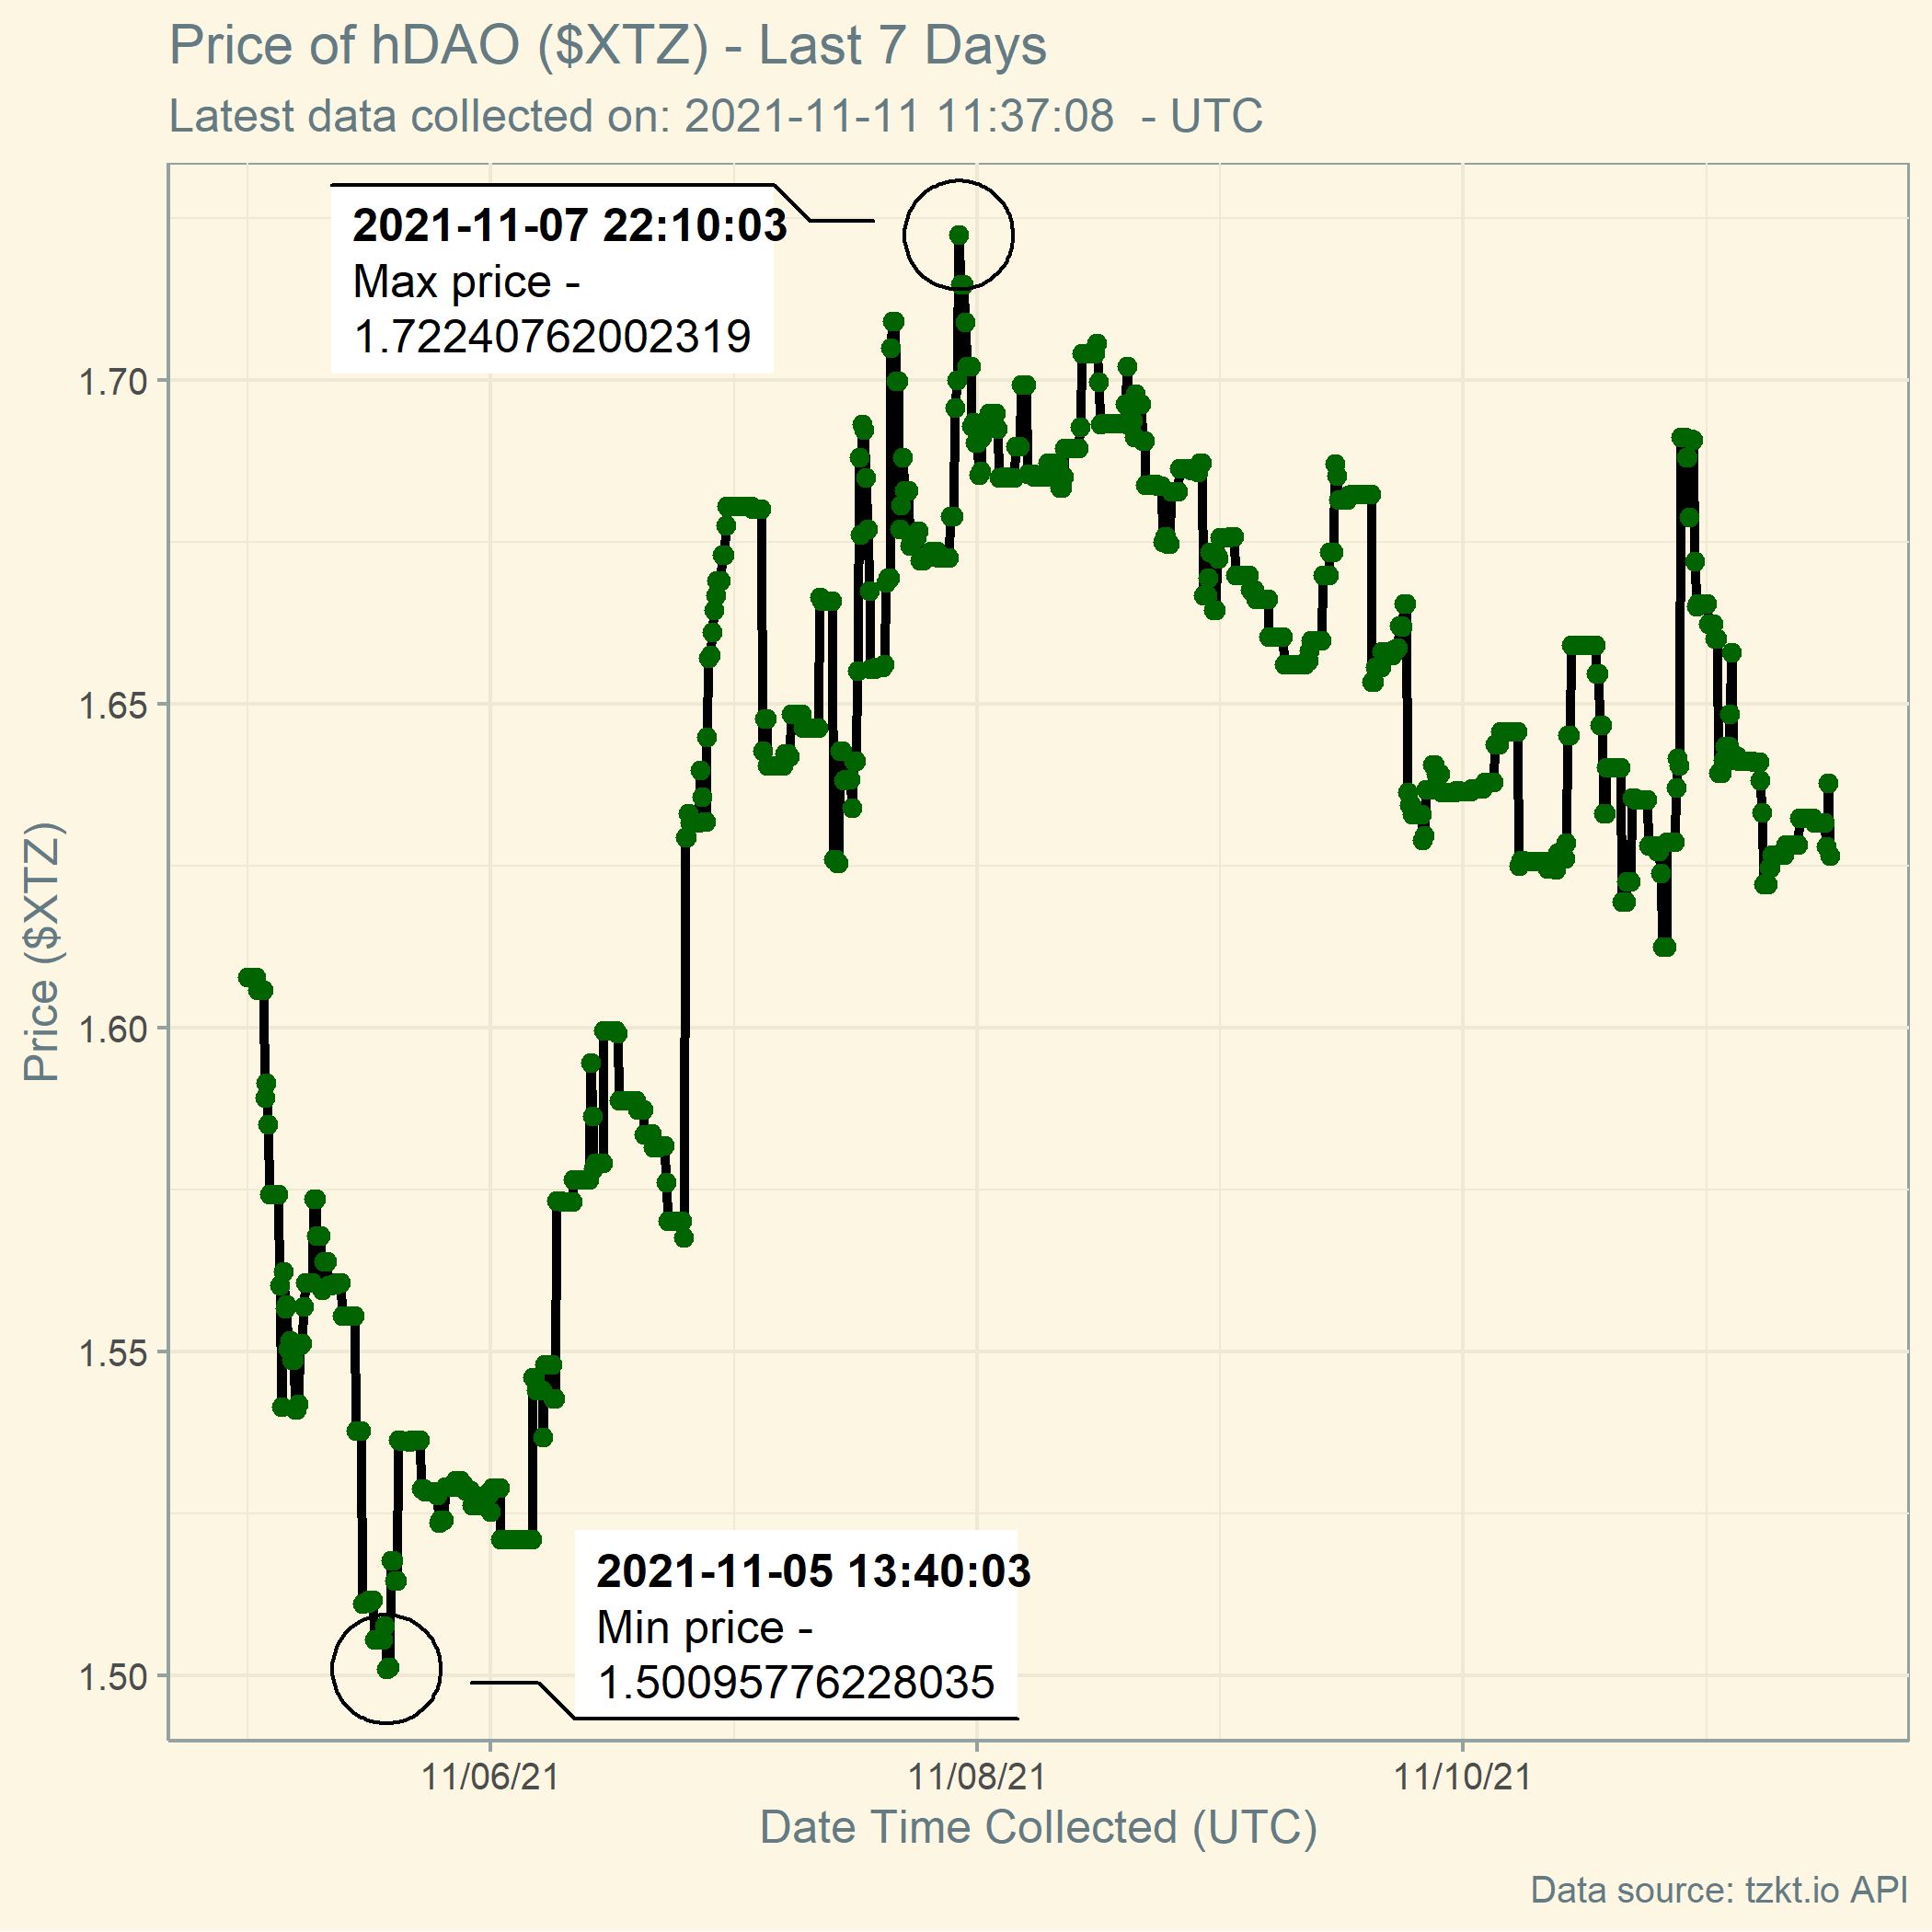 Price of hDAO ($XTZ) - Last 7 Days
Latest data collected on: 2021-11-11 11:37:08  - UTC
2021-11-07 22:10:03
Max price -
1.72240762002319
1.70
1.65
1.60
1.55
1.50
Price ($XTZ)
2021-11-05 13:40:03
Min price -
1.50095776228035
11/06/21
11/08/21
11/10/21
Date Time Collected (UTC)
Data source: tzkt.io API